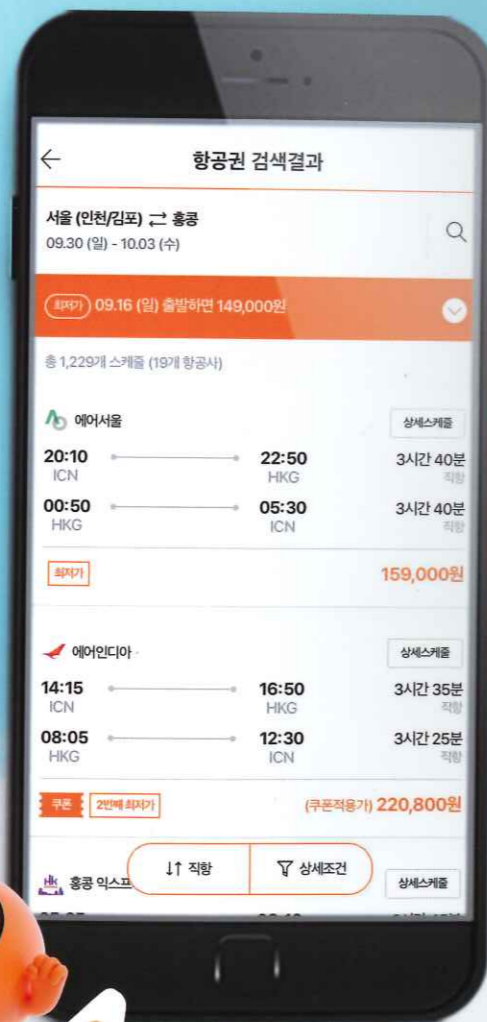 ←
항공권 검색결과
서울 (인천/김포) ⇄ 홍콩
09.30 (일) - 10.03 (수)
최저가 09.16 (일) 출발하면 149,000원
총 1,229개 스케줄 (19개 항공사)
에어서울 상세스케줄
20:10 22:50 3시간 40분
ICN HKG 직항
00:50 05:30 3시간 40분
HKG ICN 직항
최저가 159,000원
에어인디아 상세스케줄
14:15 16:50 3시간 35분
ICN HKG 직항
08:05 12:30 3시간 25분
HKG ICN 직항
쿠폰 2번째 최저가 (쿠폰적용가) 220,800원
↓↑ 직항 상세조건
HK 홍콩 익스프 상세스케줄